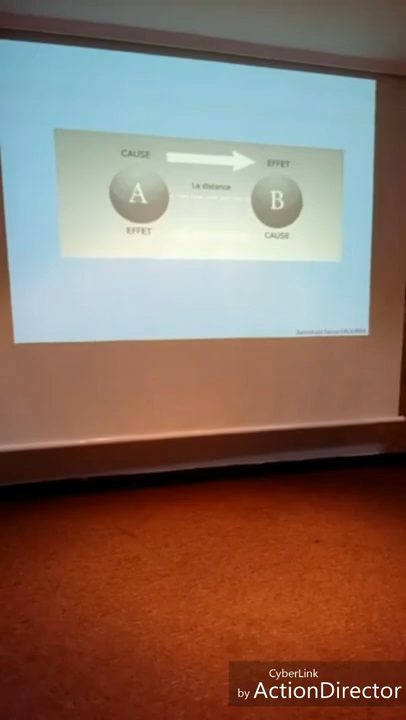 CAUSE
EFFET
La distance
A
B
EFFET
CAUSE
CyberLink
by ActionDirector